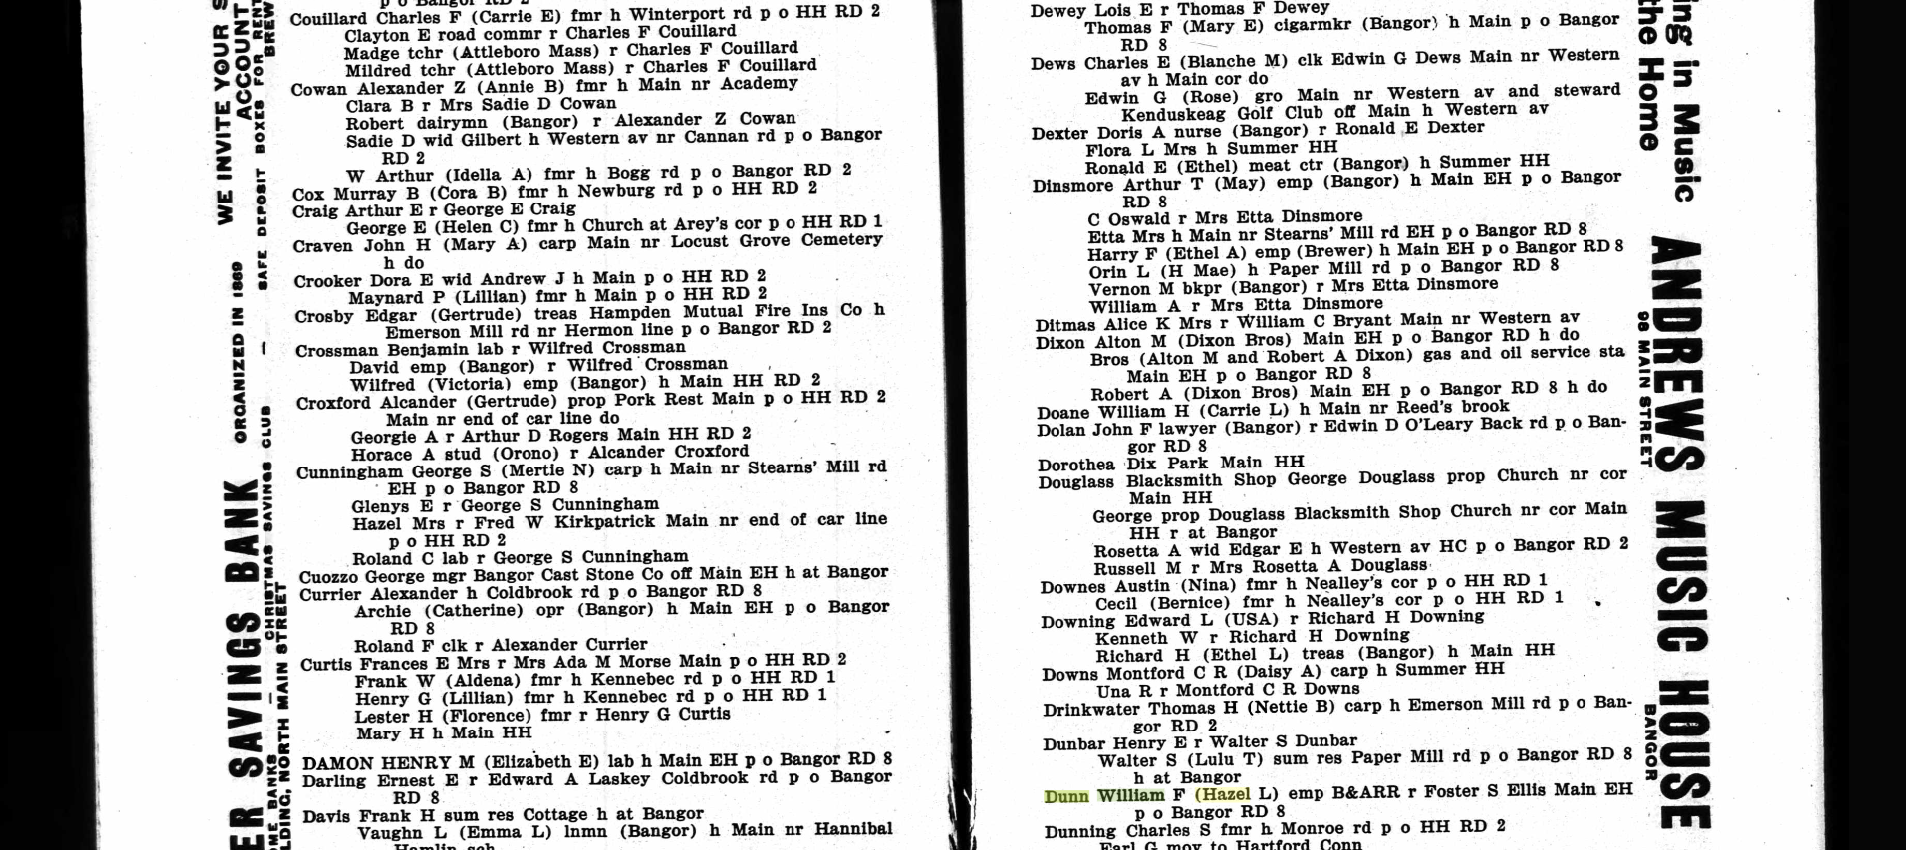 WE INVITE YOUR S
ACCOUNT
SAFE DEPOSIT BOXES FOR RENT
BREW
ORGANIZED IN 1869
CHRISTMAS SAVINGS CLUB
ER SAVINGS BANK
OME BANKS
LDING, NORTH MAIN STREET
p o Bangor RD 2
Couillard Charles F (Carrie E) fmr h Winterport rd p o HH RD 2
Clayton E road commr r Charles F Couillard
Madge tchr (Attleboro Mass) r Charles F Couillard
Mildred tchr (Attleboro Mass) r Charles F Couillard
Cowan Alexander Z (Annie B) fmr h Main nr Academy
Clara B r Mrs Sadie D Cowan
Robert dairymn (Bangor) r Alexander Z Cowan
Sadie D wid Gilbert h Western av nr Cannan rd p o Bangor
RD 2
W Arthur (Idella A) fmr h Bogg rd p o Bangor RD 2
Cox Murray B (Cora B) fmr h Newburg rd p o HH RD 2
Craig Arthur E r George E Craig
George E (Helen C) fmr h Church at Arey's cor p o HH RD 1
Craven John H (Mary A) carp Main nr Locust Grove Cemetery
h do
Crooker Dora E wid Andrew J h Main p o HH RD 2
Maynard P (Lillian) fmr h Main p o HH RD 2
Crosby Edgar (Gertrude) treas Hampden Mutual Fire Ins Co h
Emerson Mill rd nr Hermon line p o Bangor RD 2
Crossman Benjamin lab r Wilfred Crossman
David emp (Bangor) r Wilfred Crossman
Wilfred (Victoria) emp (Bangor) h Main HH RD 2
Croxford Alcander (Gertrude) prop Pork Rest Main p o HH RD 2
Main nr end of car line do
Georgie A r Arthur D Rogers Main HH RD 2
Horace A stud (Orono) r Alcander Croxford
Cunningham George S (Mertie N) carp h Main nr Stearns' Mill rd
EH p o Bangor RD 8
Glenys E r George S Cunningham
Hazel Mrs r Fred W Kirkpatrick Main nr end of car line
p o HH RD 2
Roland C lab r George S Cunningham
Cuozzo George mgr Bangor Cast Stone Co off Main EH h at Bangor
Currier Alexander h Coldbrook rd p o Bangor RD 8
Archie (Catherine) opr (Bangor) h Main EH p o Bangor
RD 8
Roland F clk r Alexander Currier
Curtis Frances E Mrs r Mrs Ada M Morse Main p o HH RD 2
Frank W (Aldena) fmr h Kennebec rd p o HH RD 1
Henry G (Lillian) fmr h Kennebec rd p o HH RD 1
Lester H (Florence) fmr r Henry G Curtis
Mary H h Main HH
DAMON HENRY M (Elizabeth E) lab h Main EH p o Bangor RD 8
Darling Ernest E r Edward A Laskey Coldbrook rd p o Bangor
RD 8
Davis Frank H sum res Cottage h at Bangor
Vaughn L (Emma L) lnmn (Bangor) h Main nr Hannibal
Hamlin sch
Dewey Lois E r Thomas F Dewey
Thomas F (Mary E) cigarmkr (Bangor) h Main p o Bangor
RD 8
Dews Charles E (Blanche M) clk Edwin G Dews Main nr Western
av h Main cor do
Edwin G (Rose) gro Main nr Western av and steward
Kenduskeag Golf Club off Main h Western av
Dexter Doris A nurse (Bangor) r Ronald E Dexter
Flora L Mrs h Summer HH
Ronald E (Ethel) meat ctr (Bangor) h Summer HH
Dinsmore Arthur T (May) emp (Bangor) h Main EH p o Bangor
RD 8
C Oswald r Mrs Etta Dinsmore
Etta Mrs h Main nr Stearns' Mill rd EH p o Bangor RD 8
Harry F (Ethel A) emp (Brewer) h Main EH p o Bangor RD 8
Orin L (H Mae) h Paper Mill rd p o Bangor RD 8
Vernon M bkpr (Bangor) r Mrs Etta Dinsmore
William A r Mrs Etta Dinsmore
Ditmas Alice K Mrs r William C Bryant Main nr Western av
Dixon Alton M (Dixon Bros) Main EH p o Bangor RD h do
Bros (Alton M and Robert A Dixon) gas and oil service sta
Main EH p o Bangor RD 8
Robert A (Dixon Bros) Main EH p o Bangor RD 8 h do
Doane William H (Carrie L) h Main nr Reed's brook
Dolan John F lawyer (Bangor) r Edwin D O'Leary Back rd p o Ban-
gor RD 8
Dorothea Dix Park Main HH
Douglass Blacksmith Shop George Douglass prop Church nr cor
Main HH
George prop Douglass Blacksmith Shop Church nr cor Main
HH r at Bangor
Rosetta A wid Edgar E h Western av HC p o Bangor RD 2
Russell M r Mrs Rosetta A Douglass
Downes Austin (Nina) fmr h Nealley's cor p o HH RD 1
Cecil (Bernice) fmr h Nealley's cor p o HH RD 1
Downing Edward L (USA) r Richard H Downing
Kenneth W r Richard H Downing
Richard H (Ethel L) treas (Bangor) h Main HH
Downs Montford C R (Daisy A) carp h Summer HH
Una R r Montford C R Downs
Drinkwater Thomas H (Nettie B) carp h Emerson Mill rd p o Ban-
gor RD 2
Dunbar Henry E r Walter S Dunbar
Walter S (Lulu T) sum res Paper Mill rd p o Bangor RD 8
h at Bangor
Dunn William F (Hazel L) emp B&ARR r Foster S Ellis Main EH
p o Bangor RD 8
Dunning Charles S fmr h Monroe rd p o HH RD 2
Earl G mov to Hartford Conn
ing in Music
the Home
ANDREWS MUSIC HOUSE
98 MAIN STREET
BANGOR